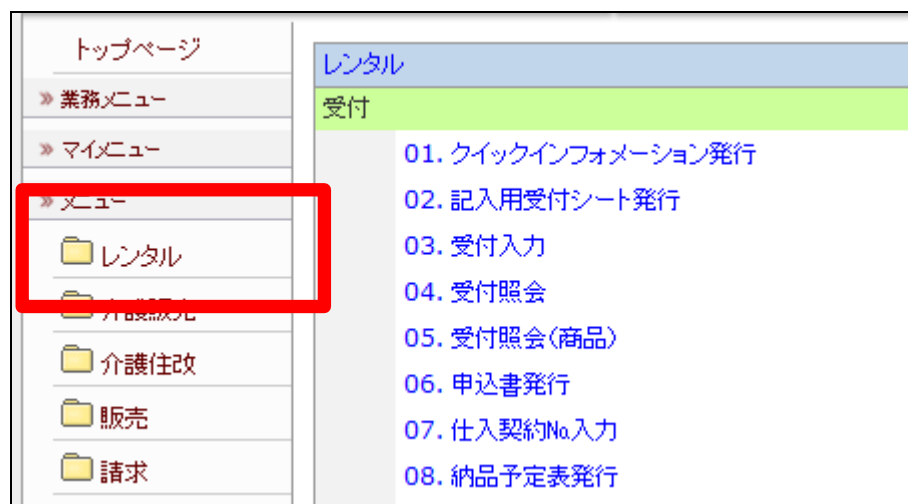 トップページ
業務メニュー
マイメニュー
メニュー
レンタル
介護住改
販売
請求
レンタル
受付
01. クイックインフォメーション発行
02. 記入用受付シート発行
03. 受付入力
04. 受付照会
05. 受付照会(商品)
06. 申込書発行
07. 仕入契約№入力
08. 納品予定表発行